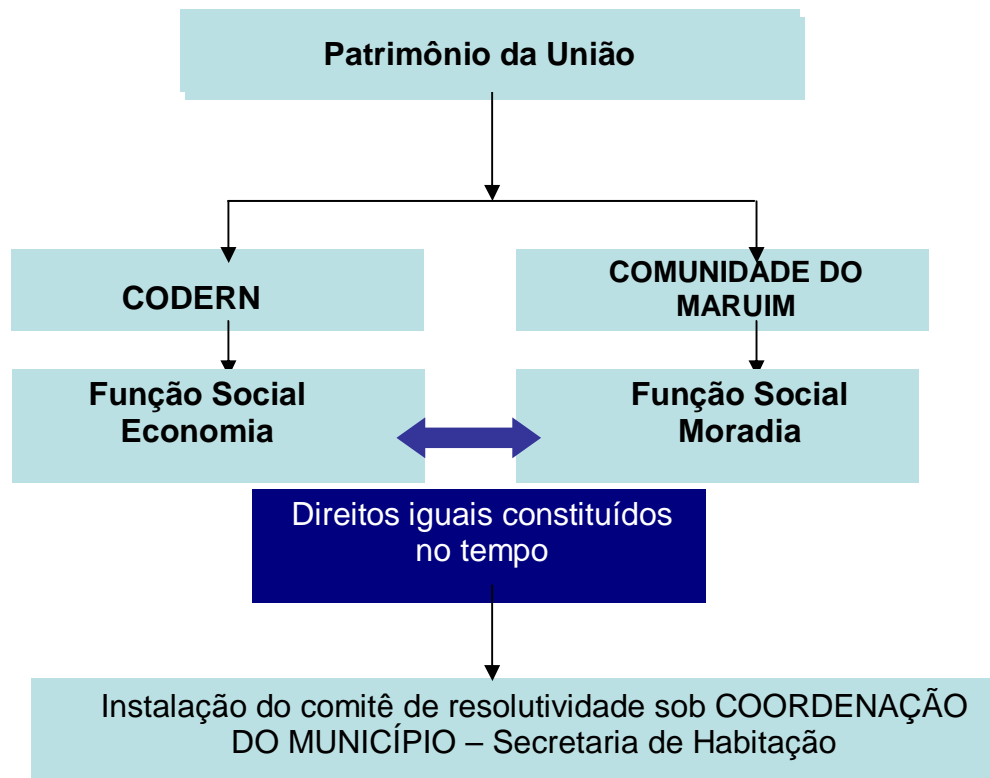 Patrimônio da União
CODERN
COMUNIDADE DO
MARUIM
Função Social
Economia
Função Social
Moradia
Direitos iguais constituídos
no tempo
Instalação do comitê de resolutividade sob COORDENAÇÃO
DO MUNICÍPIO – Secretaria de Habitação